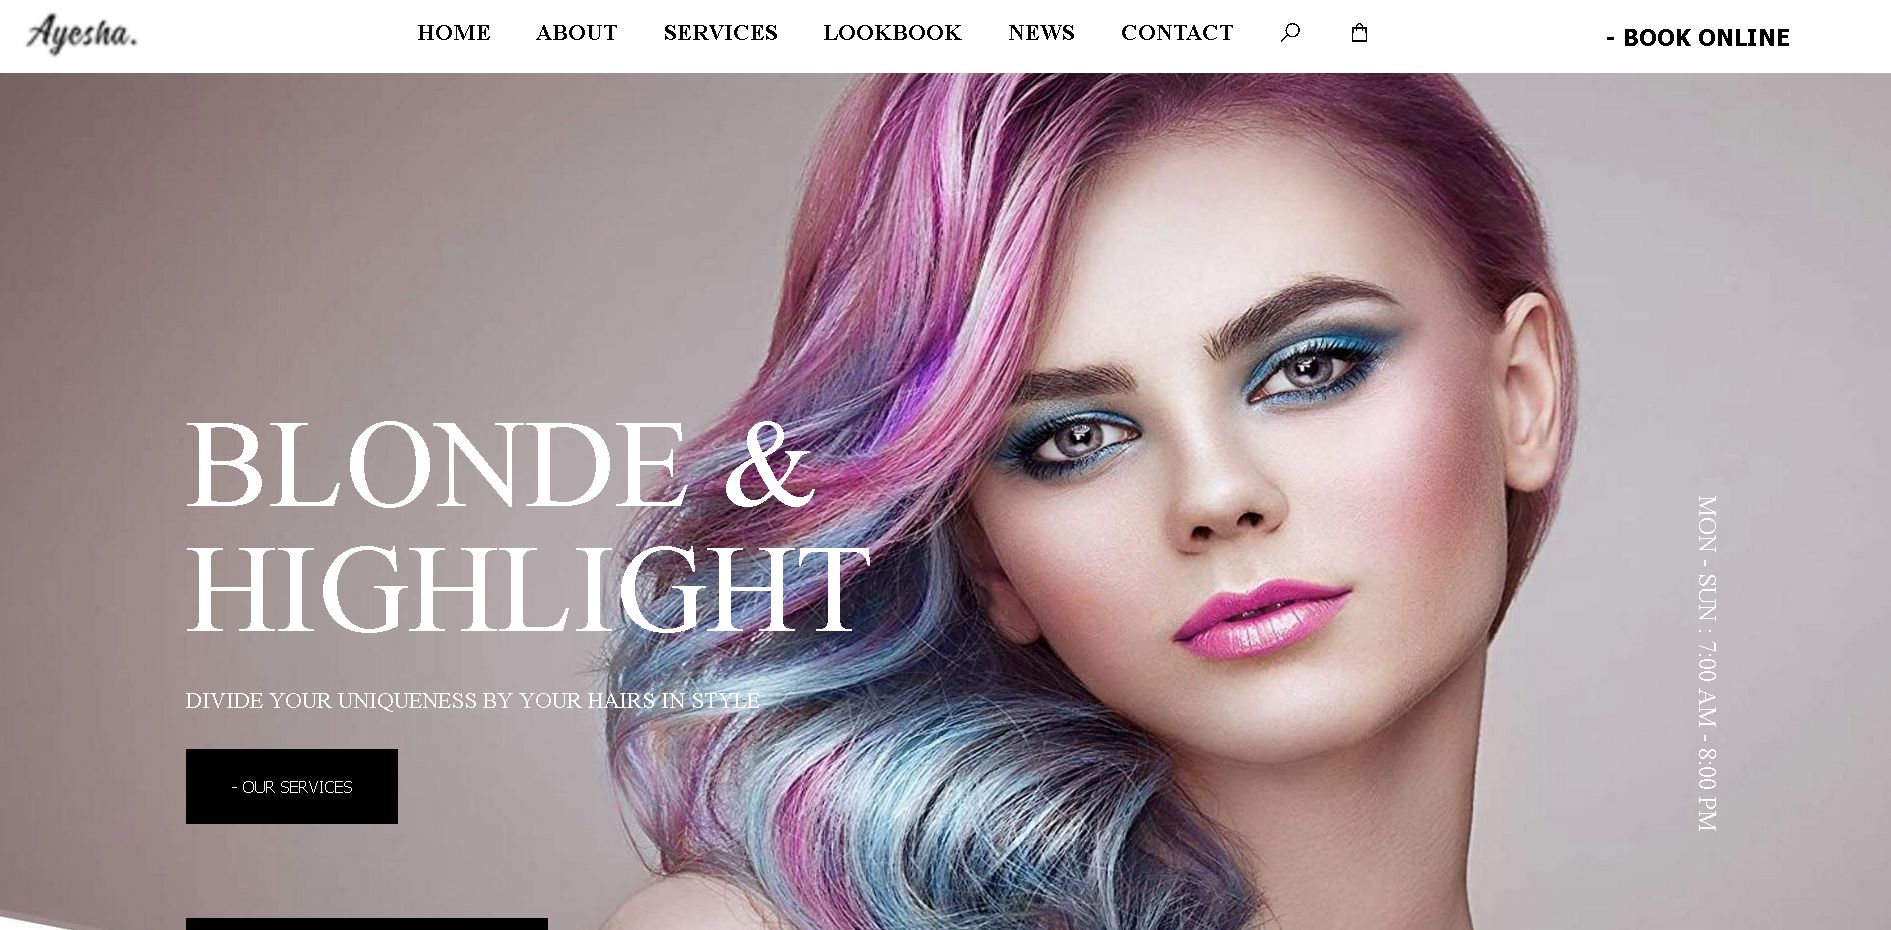 Ayesha.
HOME
ABOUT
SERVICES
LOOKBOOK
NEWS
CONTACT
- BOOK ONLINE
BLONDE &
HIGHLIGHT
DIVIDE YOUR UNIQUENESS BY YOUR HAIRS IN STYLE
- OUR SERVICES
MON - SUN : 7:00 AM - 8:00 PM